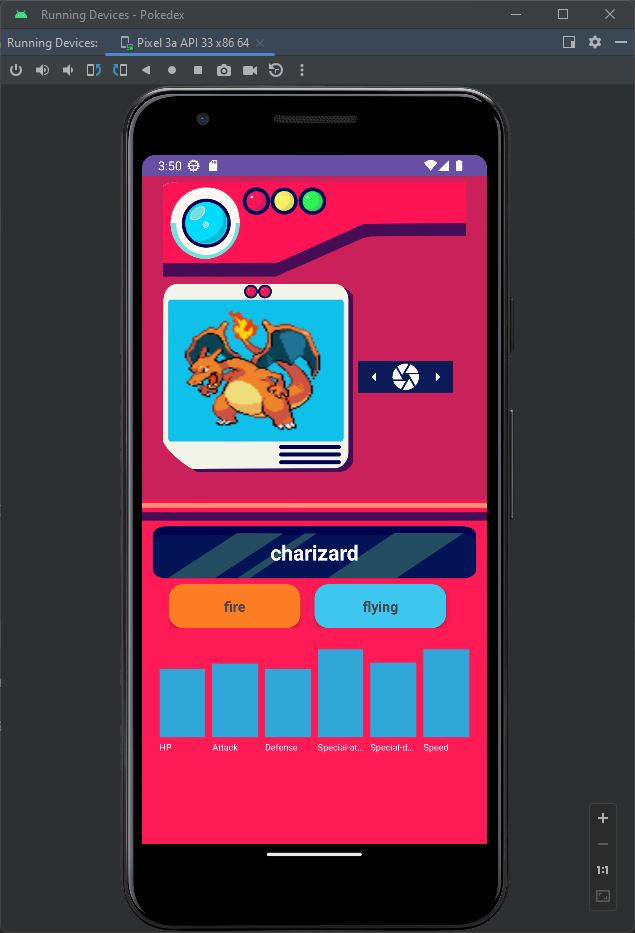 Running Devices - Pokedex
Running Devices: Pixel 3a API 33 x86 64
3:50
charizard
fire flying
HP Attack Defense Special-at... Special-d... Speed
1:1